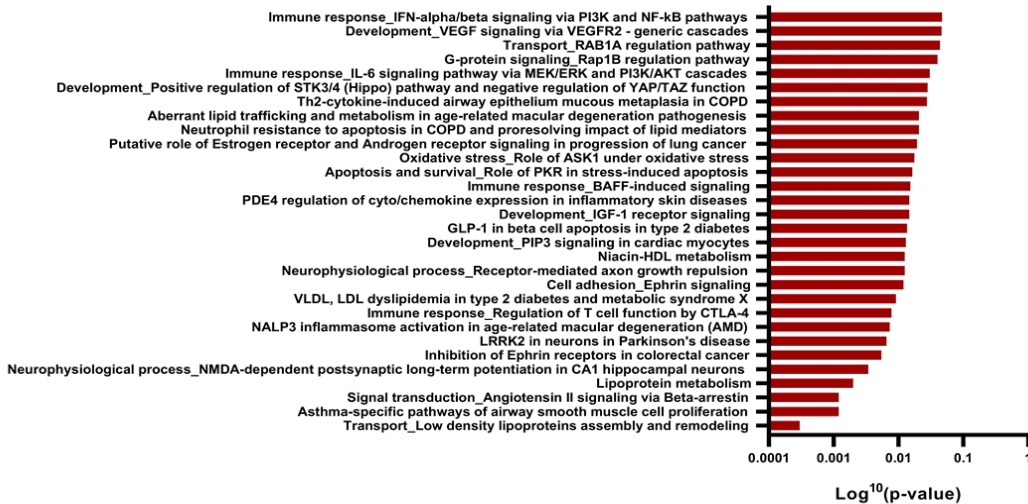 Immune response_IFN-alpha/beta signaling via PI3K and NF-kB pathways
Development_VEGF signaling via VEGFR2 - generic cascades
Transport_RAB1A regulation pathway
G-protein signaling_Rap1B regulation pathway
Immune response_IL-6 signaling pathway via MEK/ERK and PI3K/AKT cascades
Development_Positive regulation of STK3/4 (Hippo) pathway and negative regulation of YAP/TAZ function
Th2-cytokine-induced airway epithelium mucous metaplasia in COPD
Aberrant lipid trafficking and metabolism in age-related macular degeneration pathogenesis
Neutrophil resistance to apoptosis in COPD and proresolving impact of lipid mediators
Putative role of Estrogen receptor and Androgen receptor signaling in progression of lung cancer
Oxidative stress_Role of ASK1 under oxidative stress
Apoptosis and survival_Role of PKR in stress-induced apoptosis
Immune response_BAFF-induced signaling
PDE4 regulation of cyto/chemokine expression in inflammatory skin diseases
Development_IGF-1 receptor signaling
GLP-1 in beta cell apoptosis in type 2 diabetes
Development_PIP3 signaling in cardiac myocytes
Niacin-HDL metabolism
Neurophysiological process_Receptor-mediated axon growth repulsion
Cell adhesion_Ephrin signaling
VLDL, LDL dyslipidemia in type 2 diabetes and metabolic syndrome X
Immune response_Regulation of T cell function by CTLA-4
NALP3 inflammasome activation in age-related macular degeneration (AMD)
LRRK2 in neurons in Parkinson's disease
Inhibition of Ephrin receptors in colorectal cancer
Neurophysiological process_NMDA-dependent postsynaptic long-term potentiation in CA1 hippocampal neurons
Lipoprotein metabolism
Signal transduction_Angiotensin II signaling via Beta-arrestin
Asthma-specific pathways of airway smooth muscle cell proliferation
Transport_Low density lipoproteins assembly and remodeling
0.0001 0.001 0.01 0.1 1
Log10(p-value)